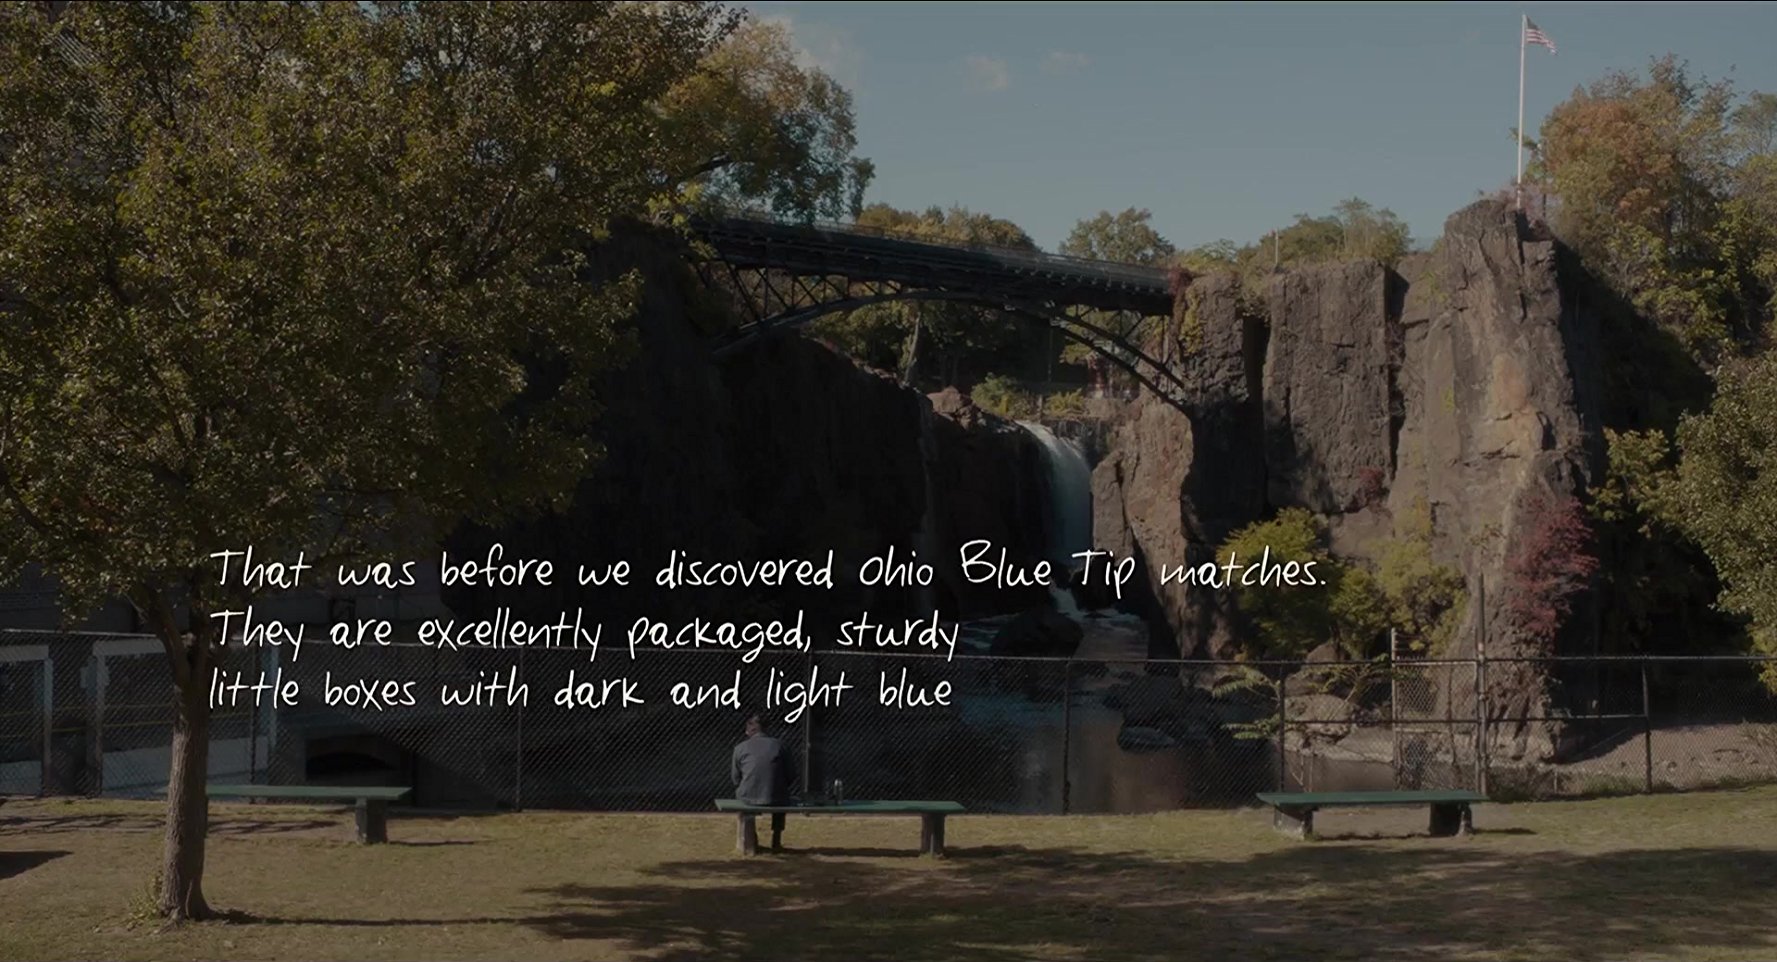 That was before we discovered Ohio Blue Tip matches.
They are excellently packaged, sturdy
little boxes with dark and light blue